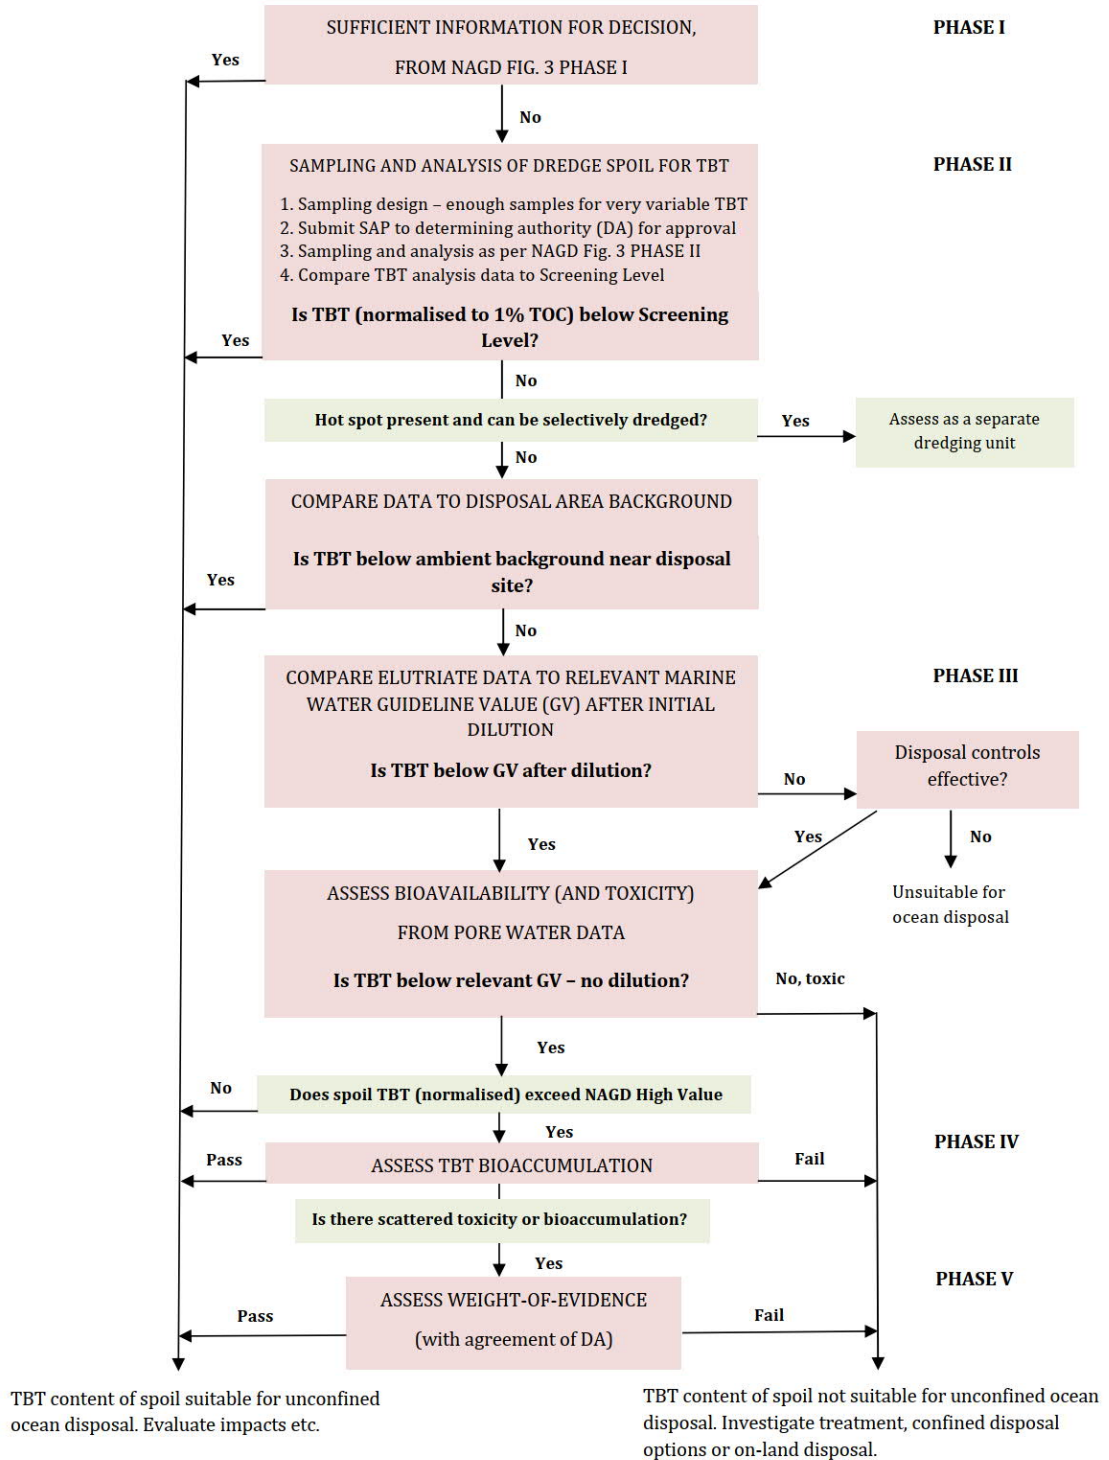 SUFFICIENT INFORMATION FOR DECISION,
FROM NAGD FIG. 3 PHASE I
PHASE I
Yes
No
SAMPLING AND ANALYSIS OF DREDGE SPOIL FOR TBT
PHASE II
1. Sampling design – enough samples for very variable TBT
2. Submit SAP to determining authority (DA) for approval
3. Sampling and analysis as per NAGD Fig. 3 PHASE II
4. Compare TBT analysis data to Screening Level
Is TBT (normalised to 1% TOC) below Screening
Level?
Yes
No
Hot spot present and can be selectively dredged?
Yes
Assess as a separate
dredging unit
No
COMPARE DATA TO DISPOSAL AREA BACKGROUND
Is TBT below ambient background near disposal
site?
Yes
No
COMPARE ELUTRIATE DATA TO RELEVANT MARINE
WATER GUIDELINE VALUE (GV) AFTER INITIAL
DILUTION
PHASE III
Is TBT below GV after dilution?
No
Disposal controls
effective?
Yes
Yes
No
Unsuitable for
ocean disposal
ASSESS BIOAVAILABILITY (AND TOXICITY)
FROM PORE WATER DATA
Is TBT below relevant GV – no dilution?
No, toxic
Yes
Does spoil TBT (normalised) exceed NAGD High Value
No
Yes
PHASE IV
ASSESS TBT BIOACCUMULATION
Pass
Fail
Is there scattered toxicity or bioaccumulation?
Yes
PHASE V
ASSESS WEIGHT-OF-EVIDENCE
(with agreement of DA)
Pass
Fail
TBT content of spoil suitable for unconfined
ocean disposal. Evaluate impacts etc.
TBT content of spoil not suitable for unconfined ocean
disposal. Investigate treatment, confined disposal
options or on-land disposal.